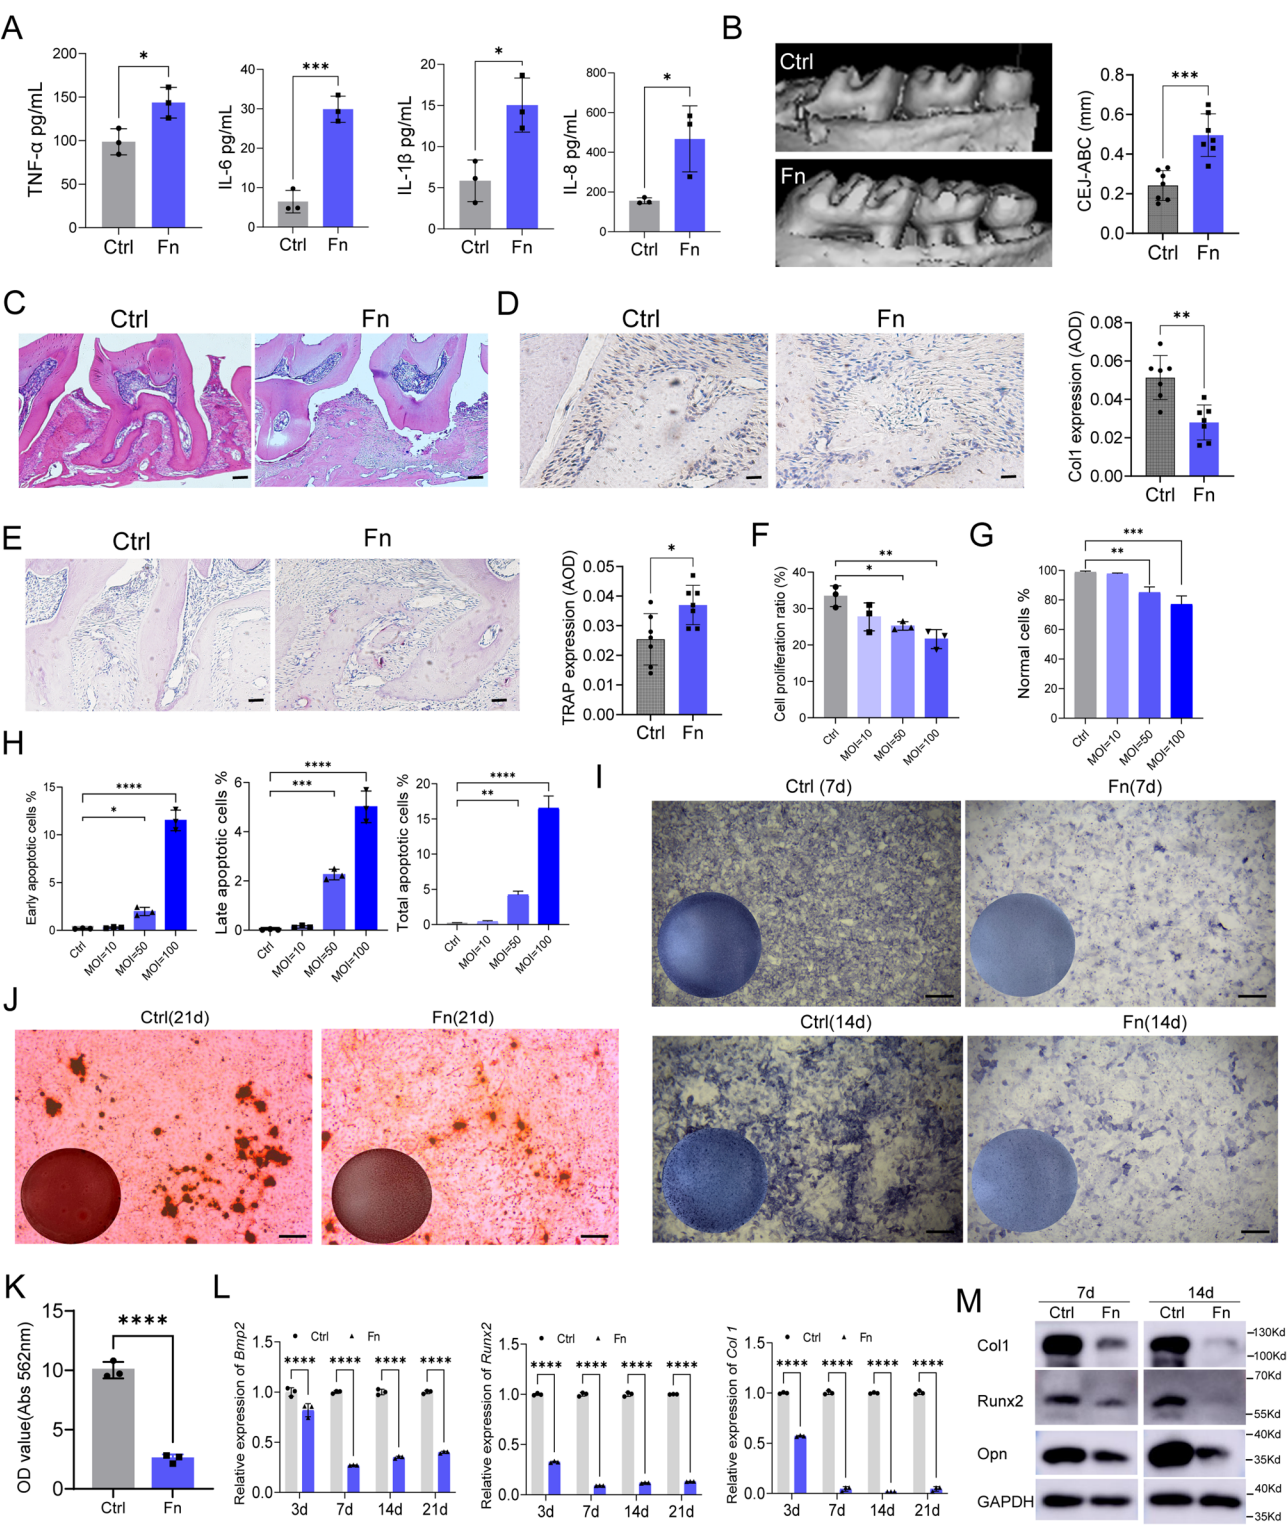 A
TNF-α pg/mL
200
150
100
50
0
*
Ctrl
Fn
IL-6 pg/mL
40
30
20
10
0
***
Ctrl
Fn
IL-1β pg/mL
20
15
10
5
0
*
Ctrl
Fn
IL-8 pg/mL
800
600
400
200
0
*
Ctrl
Fn
B
Ctrl
Fn
CEJ-ABC (mm)
0.8
0.6
0.4
0.2
0.0
***
Ctrl
Fn
C
Ctrl
Fn
D
Ctrl
Fn
Col1 expression (AOD)
0.08
0.06
0.04
0.02
0.00
**
Ctrl
Fn
E
Ctrl
Fn
TRAP expression (AOD)
0.05
0.04
0.03
0.02
0.01
0.00
*
Ctrl
Fn
F
Cell proliferation ratio (%)
40
30
20
10
0
**
*
Ctrl
MOI=10
MOI=50
MOI=100
G
Normal cells %
100
80
60
40
20
0
***
**
Ctrl
MOI=10
MOI=50
MOI=100
H
Early apoptotic cells %
15
10
5
0
****
*
Ctrl
MOI=10
MOI=50
MOI=100
Late apoptotic cells %
6
4
2
0
****
***
Ctrl
MOI=10
MOI=50
MOI=100
Total apoptotic cells %
20
15
10
5
0
****
**
Ctrl
MOI=10
MOI=50
MOI=100
I
Ctrl (7d)
Fn(7d)
Ctrl(14d)
Fn(14d)
J
Ctrl(21d)
Fn(21d)
K
OD value(Abs 562nm)
15
10
5
0
****
Ctrl
Fn
L
Relative expression of Bmp2
1.5
1.0
0.5
0.0
Ctrl
Fn
**** **** **** ****
3d 7d 14d 21d
Relative expression of Runx2
1.5
1.0
0.5
0.0
Ctrl
Fn
**** **** **** ****
3d 7d 14d 21d
Relative expression of Col 1
1.5
1.0
0.5
0.0
Ctrl
Fn
**** **** **** ****
3d 7d 14d 21d
M
7d 14d
Ctrl Fn Ctrl Fn
Col1
130Kd
100Kd
Runx2
70Kd
55Kd
Opn
40Kd
35Kd
GAPDH
40Kd
35Kd